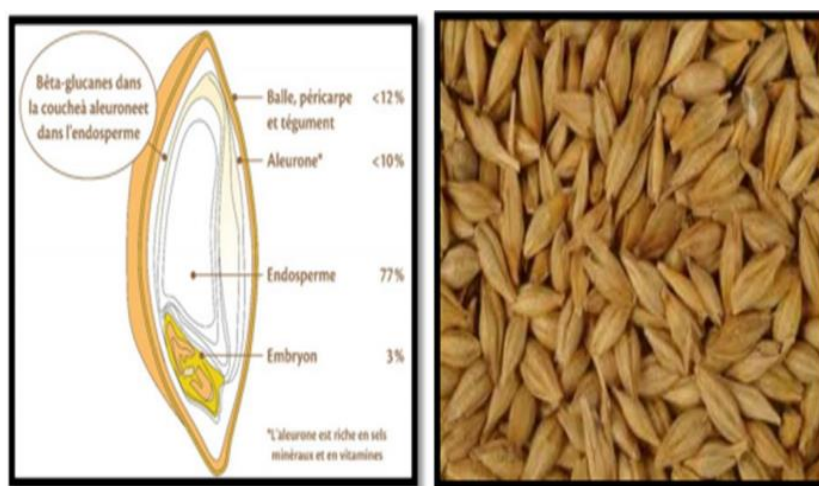 Bêta-glucanes dans
la coucheà aleuroneet
dans l'endosperme
Balle, péricarpe <12%
et tégument
Aleurone* <10%
Endosperme 77%
Embryon 3%
*L'aleurone est riche en sels
minéraux et en vitamines